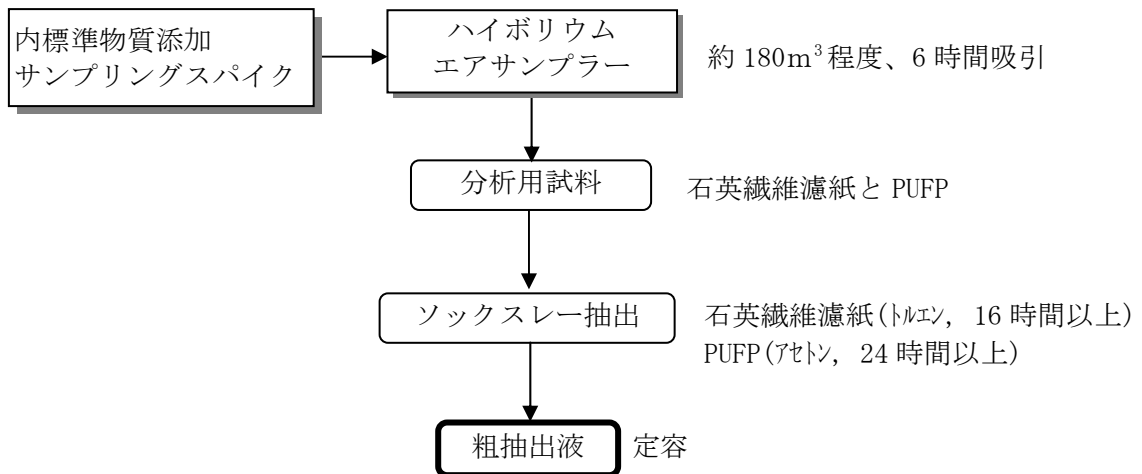 内標準物質添加
サンプリングスパイク
ハイボリウム
エアサンプラー
約180m³程度、6時間吸引
分析用試料
石英繊維濾紙と PUFP
ソックスレー抽出
石英繊維濾紙(ﾄﾙｴﾝ, 16時間以上)
PUFP(ｱｾﾄﾝ, 24時間以上)
粗抽出液
定容